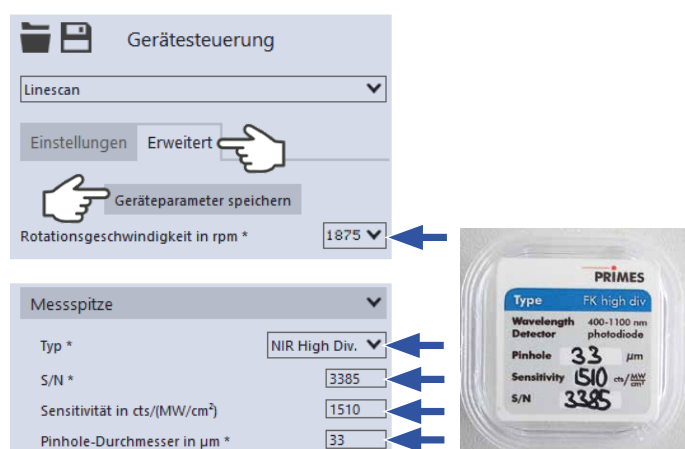 Gerätesteuerung
Linescan
Einstellungen Erweitert
Geräteparameter speichern
Rotationsgeschwindigkeit in rpm * 1875
Messspitze
Typ * NIR High Div.
S/N * 3385
Sensitivität in cts/(MW/cm²) 1510
Pinhole-Durchmesser in µm * 33
PRIMES
Type FK high div
Wavelength 400-1100 nm
Detector photodiode
Pinhole 33 µm
Sensitivity 1510 cts/MW/cm²
S/N 3385